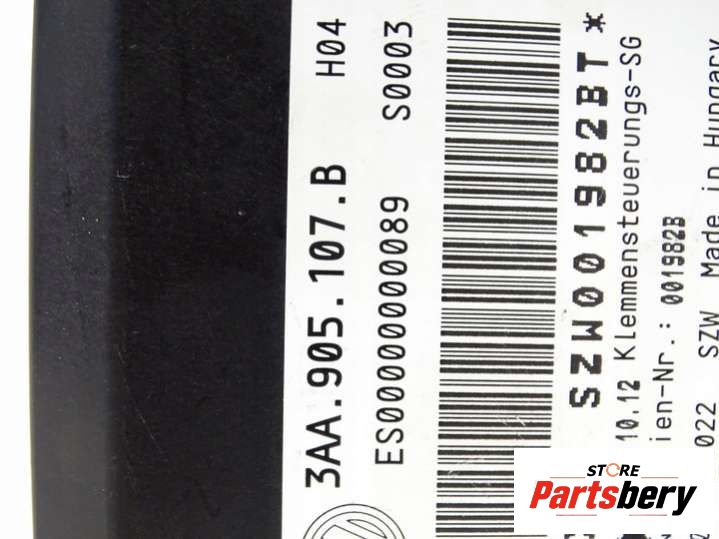 3AA.905.107.B H04
ES00000000089 S0003
SZW001982BT*
10.12 Klemmensteuerungs-SG
ien-Nr.: 001982B
022 SZW Made in Hungary
STORE
Partsbery